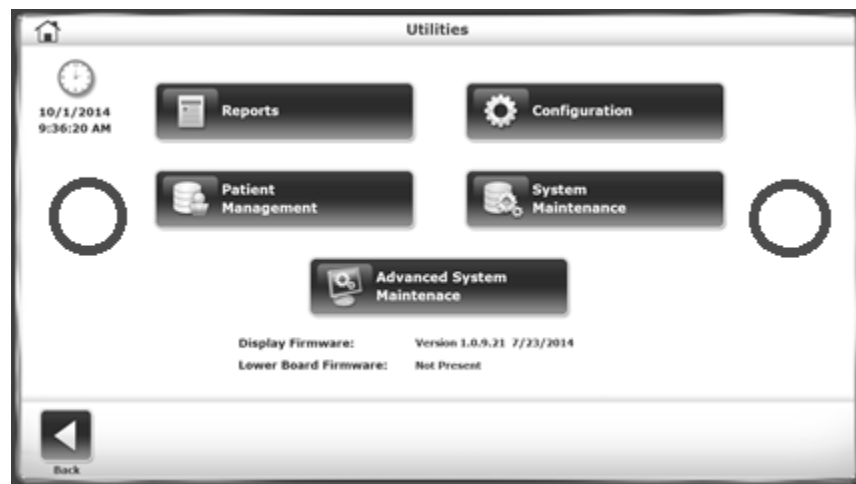 Utilities
10/1/2014
9:36:20 AM
Reports
Configuration
Patient
Management
System
Maintenance
Advanced System
Maintenace
Display Firmware: Version 1.0.9.21 7/23/2014
Lower Board Firmware: Not Present
Back